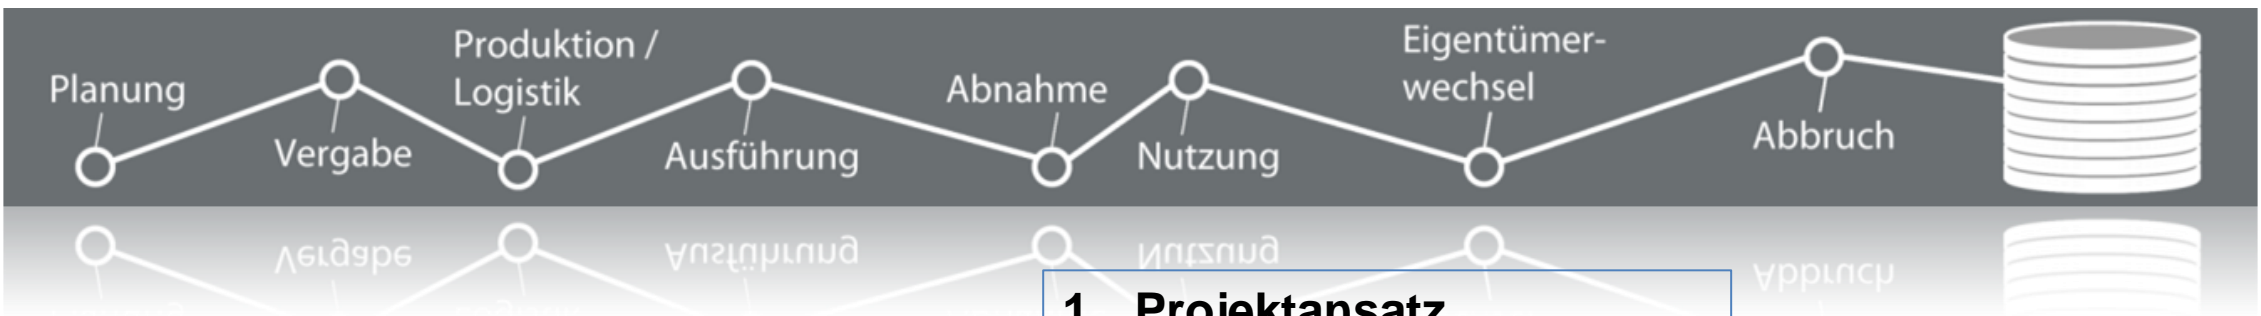 Planung
Vergabe
Produktion /
Logistik
Ausführung
Abnahme
Nutzung
Eigentümer-
wechsel
Abbruch
1. Projektansatz